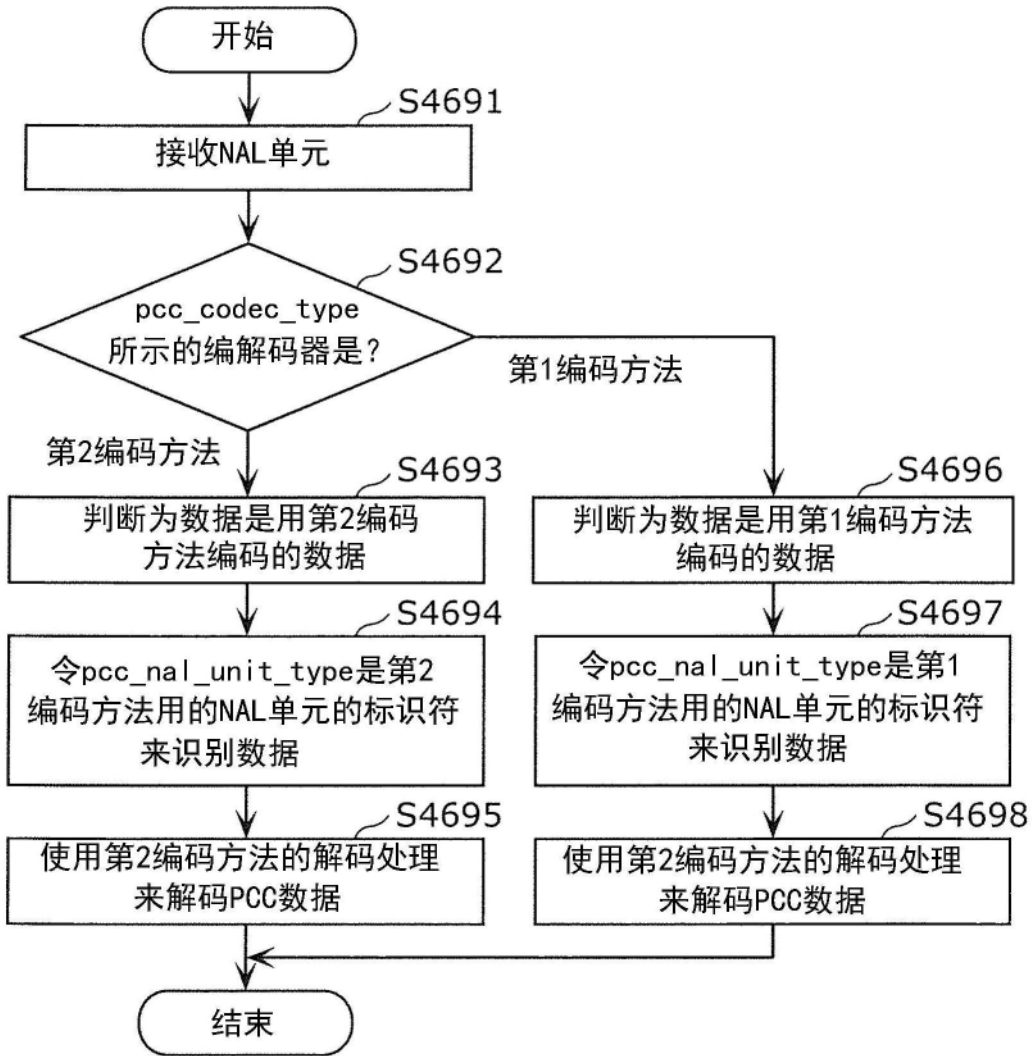 开始
S4691
接收NAL单元
S4692
pcc_codec_type
所示的编解码器是?
第1编码方法
第2编码方法
S4693
判断为数据是用第2编码
方法编码的数据
S4694
令pcc_nal_unit_type是第2
编码方法用的NAL单元的标识符
来识别数据
S4695
使用第2编码方法的解码处理
来解码PCC数据
S4696
判断为数据是用第1编码方法
编码的数据
S4697
令pcc_nal_unit_type是第1
编码方法用的NAL单元的标识符
来识别数据
S4698
使用第2编码方法的解码处理
来解码PCC数据
结束